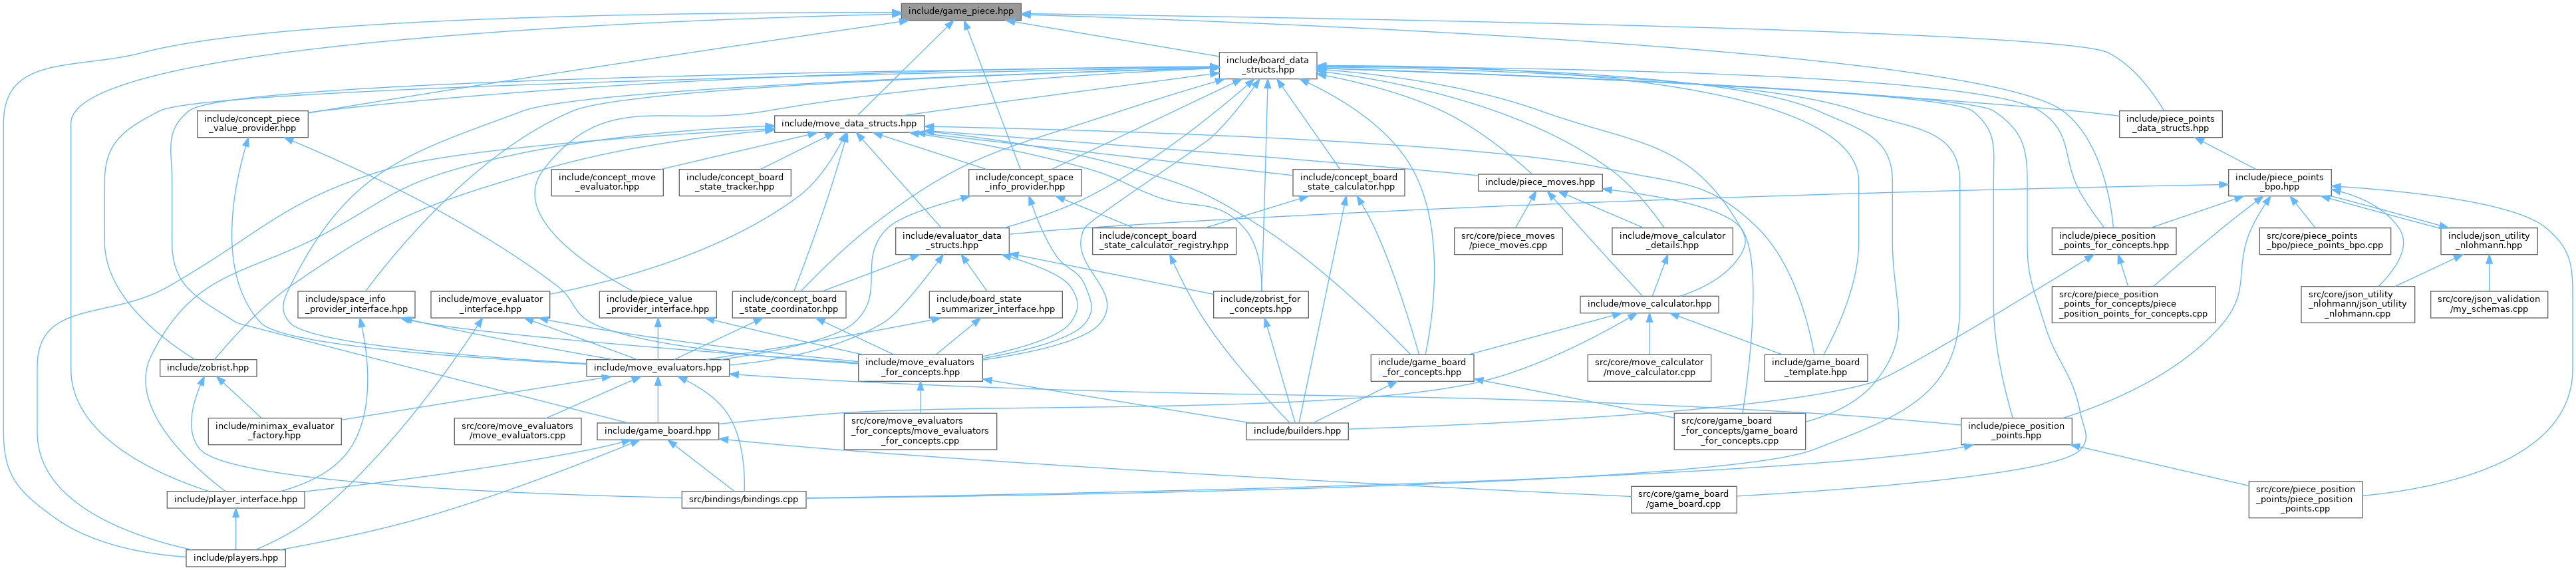 include/game_piece.hpp
include/board_data
_structs.hpp
include/concept_piece
_value_provider.hpp
include/move_data_structs.hpp
include/piece_points
_data_structs.hpp
include/concept_move
_evaluator.hpp
include/concept_board
_state_tracker.hpp
include/concept_space
_info_provider.hpp
include/concept_board
_state_calculator.hpp
include/piece_moves.hpp
include/piece_points
_bpo.hpp
include/evaluator_data
_structs.hpp
include/concept_board
_state_calculator_registry.hpp
src/core/piece_moves
/piece_moves.cpp
include/move_calculator
_details.hpp
include/piece_position
_points_for_concepts.hpp
src/core/piece_points
_bpo/piece_points_bpo.cpp
include/json_utility
_nlohmann.hpp
include/space_info
_provider_interface.hpp
include/move_evaluator
_interface.hpp
include/piece_value
_provider_interface.hpp
include/concept_board
_state_coordinator.hpp
include/board_state
_summarizer_interface.hpp
include/zobrist_for
_concepts.hpp
include/move_calculator.hpp
src/core/piece_position
_points_for_concepts/piece
_position_points_for_concepts.cpp
src/core/json_utility
_nlohmann/json_utility
_nlohmann.cpp
src/core/json_validation
/my_schemas.cpp
include/zobrist.hpp
include/move_evaluators.hpp
include/move_evaluators
_for_concepts.hpp
include/game_board
_for_concepts.hpp
src/core/move_calculator
/move_calculator.cpp
include/game_board
_template.hpp
include/minimax_evaluator
_factory.hpp
src/core/move_evaluators
/move_evaluators.cpp
include/game_board.hpp
src/core/move_evaluators
_for_concepts/move_evaluators
_for_concepts.cpp
include/builders.hpp
src/core/game_board
_for_concepts/game_board
_for_concepts.cpp
include/piece_position
_points.hpp
include/player_interface.hpp
src/bindings/bindings.cpp
src/core/game_board
/game_board.cpp
src/core/piece_position
_points/piece_position
_points.cpp
include/players.hpp